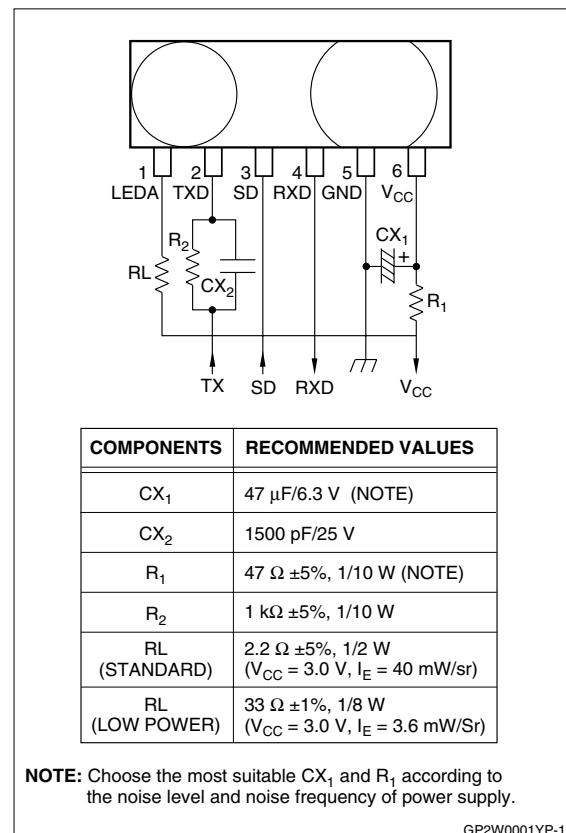 1 2 3 4 5 6
LEDA TXD SD RXD GND VCC
R2
CX1
+
RL
CX2
R1
TX SD RXD VCC
COMPONENTS RECOMMENDED VALUES
CX1 47 μF/6.3 V (NOTE)
CX2 1500 pF/25 V
R1 47 Ω ±5%, 1/10 W (NOTE)
R2 1 kΩ ±5%, 1/10 W
RL
(STANDARD)
2.2 Ω ±5%, 1/2 W
(VCC = 3.0 V, IE = 40 mW/sr)
RL
(LOW POWER)
33 Ω ±1%, 1/8 W
(VCC = 3.0 V, IE = 3.6 mW/Sr)
NOTE: Choose the most suitable CX1 and R1 according to
the noise level and noise frequency of power supply.
GP2W0001YP-1